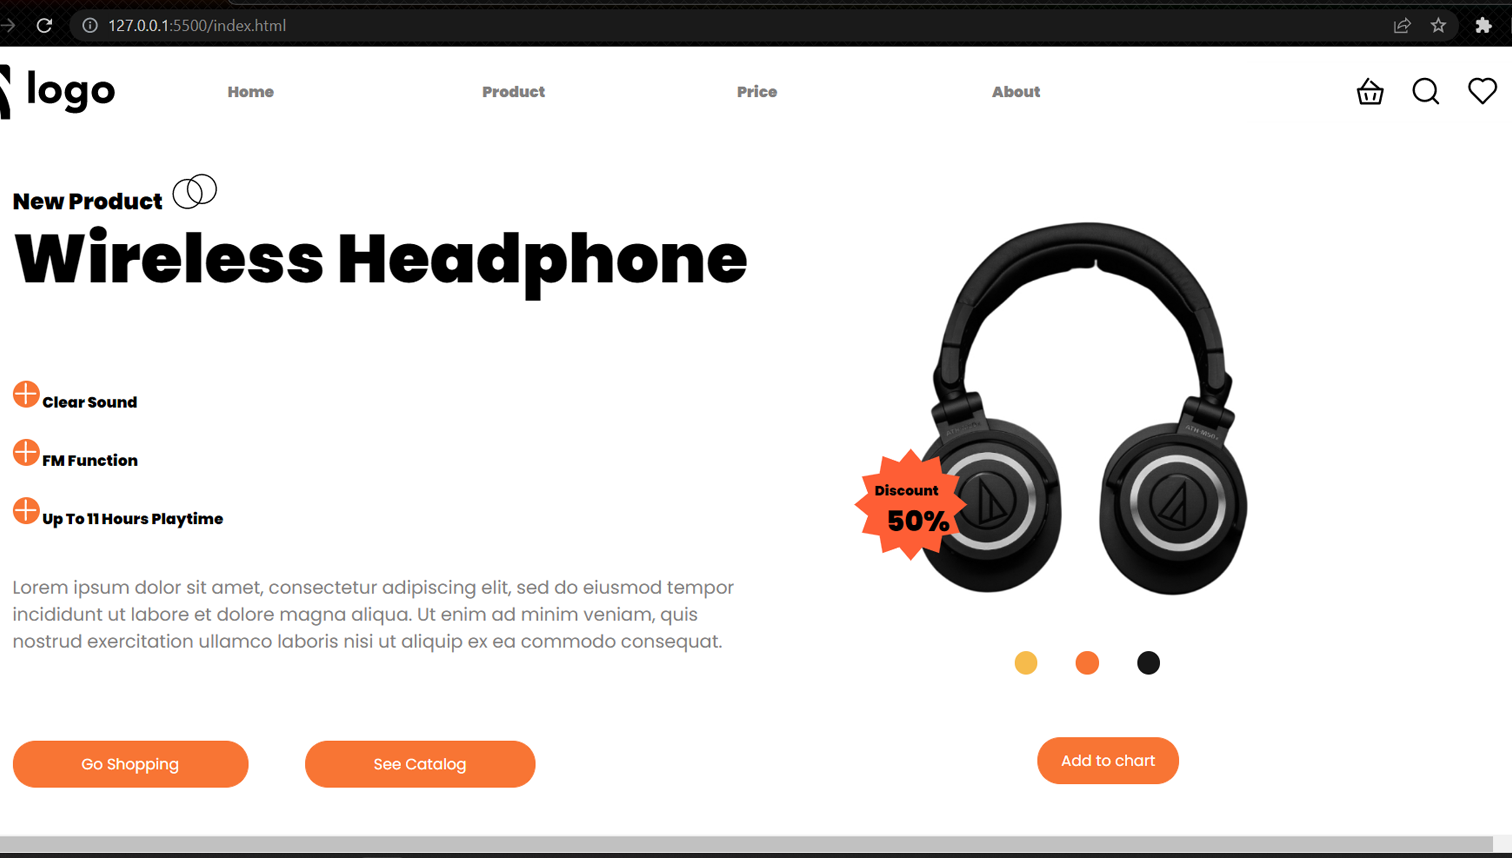 127.0.0.1:5500/index.html
logo
Home Product Price About
New Product
Wireless Headphone
Clear Sound
FM Function
Up To 11 Hours Playtime
Lorem ipsum dolor sit amet, consectetur adipiscing elit, sed do eiusmod tempor
incididunt ut labore et dolore magna aliqua. Ut enim ad minim veniam, quis
nostrud exercitation ullamco laboris nisi ut aliquip ex ea commodo consequat.
Go Shopping
See Catalog
Discount
50%
Add to chart